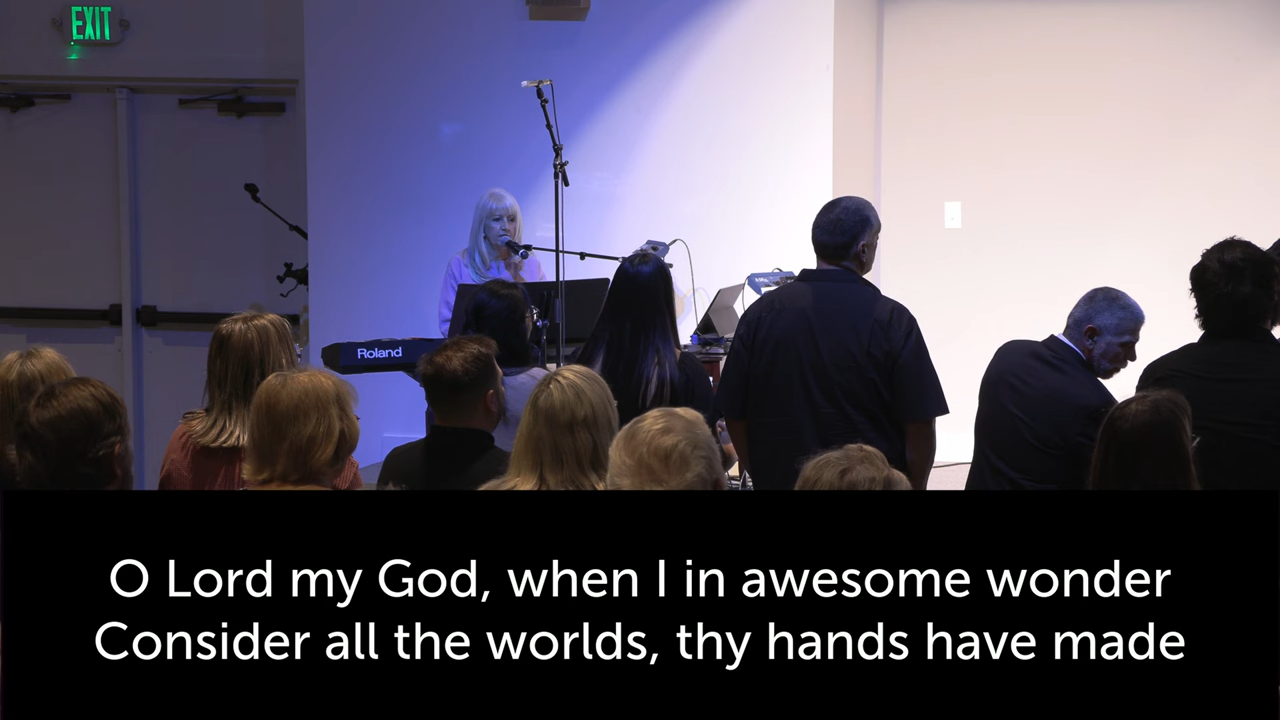 EXIT
Roland
O Lord my God, when I in awesome wonder
Consider all the worlds, thy hands have made